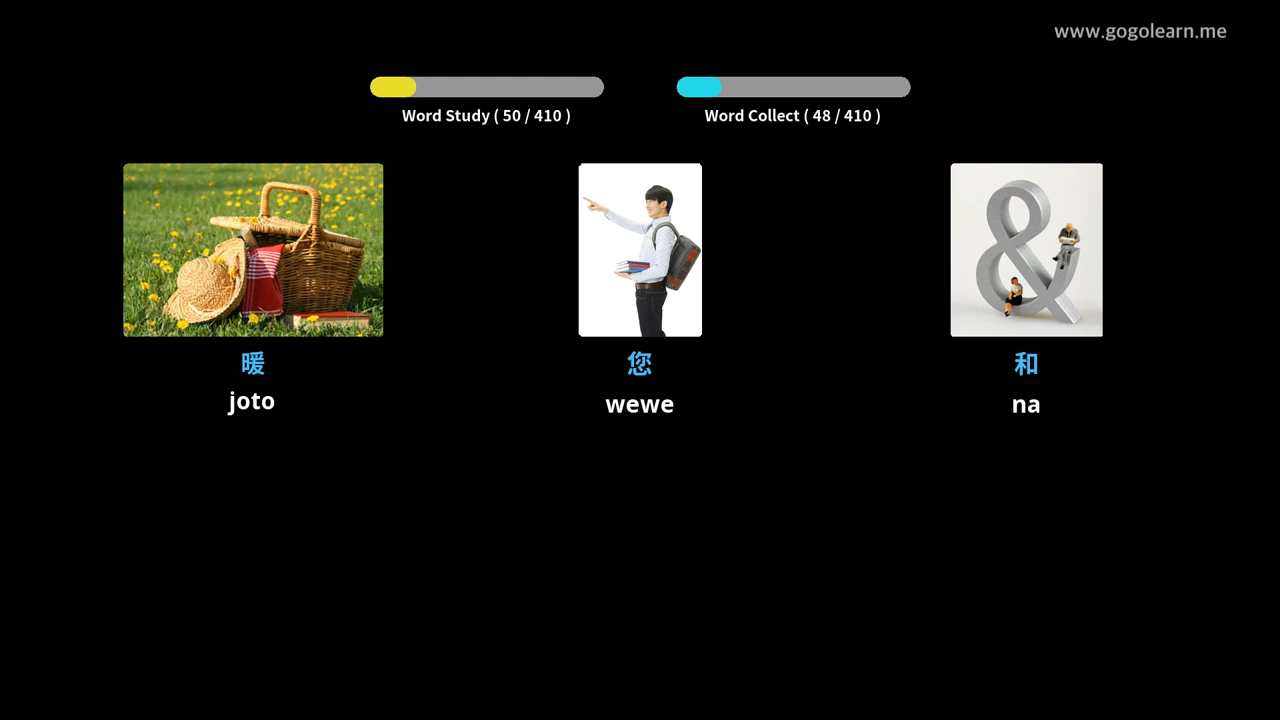 www.gogolearn.me
Word Study ( 50 / 410 )
Word Collect ( 48 / 410 )
暖
joto
您
wewe
和
na